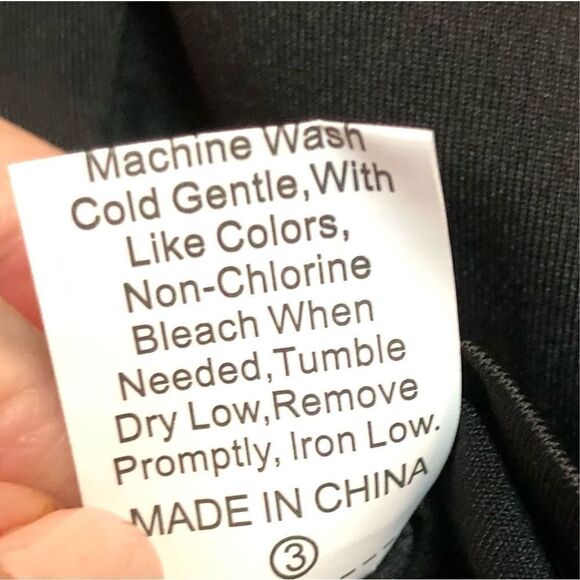 Machine Wash
Cold Gentle,With
Like Colors,
Non-Chlorine
Bleach When
Needed,Tumble
Dry Low,Remove
Promptly, Iron Low.
MADE IN CHINA
3